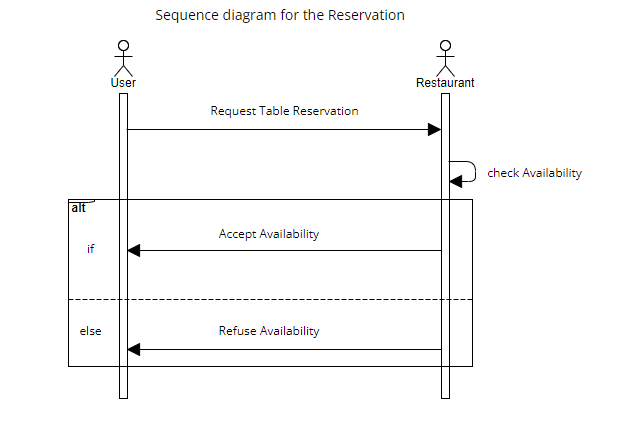 Sequence diagram for the Reservation
User
Restaurant
Request Table Reservation
check Availability
alt
Accept Availability
if
else
Refuse Availability